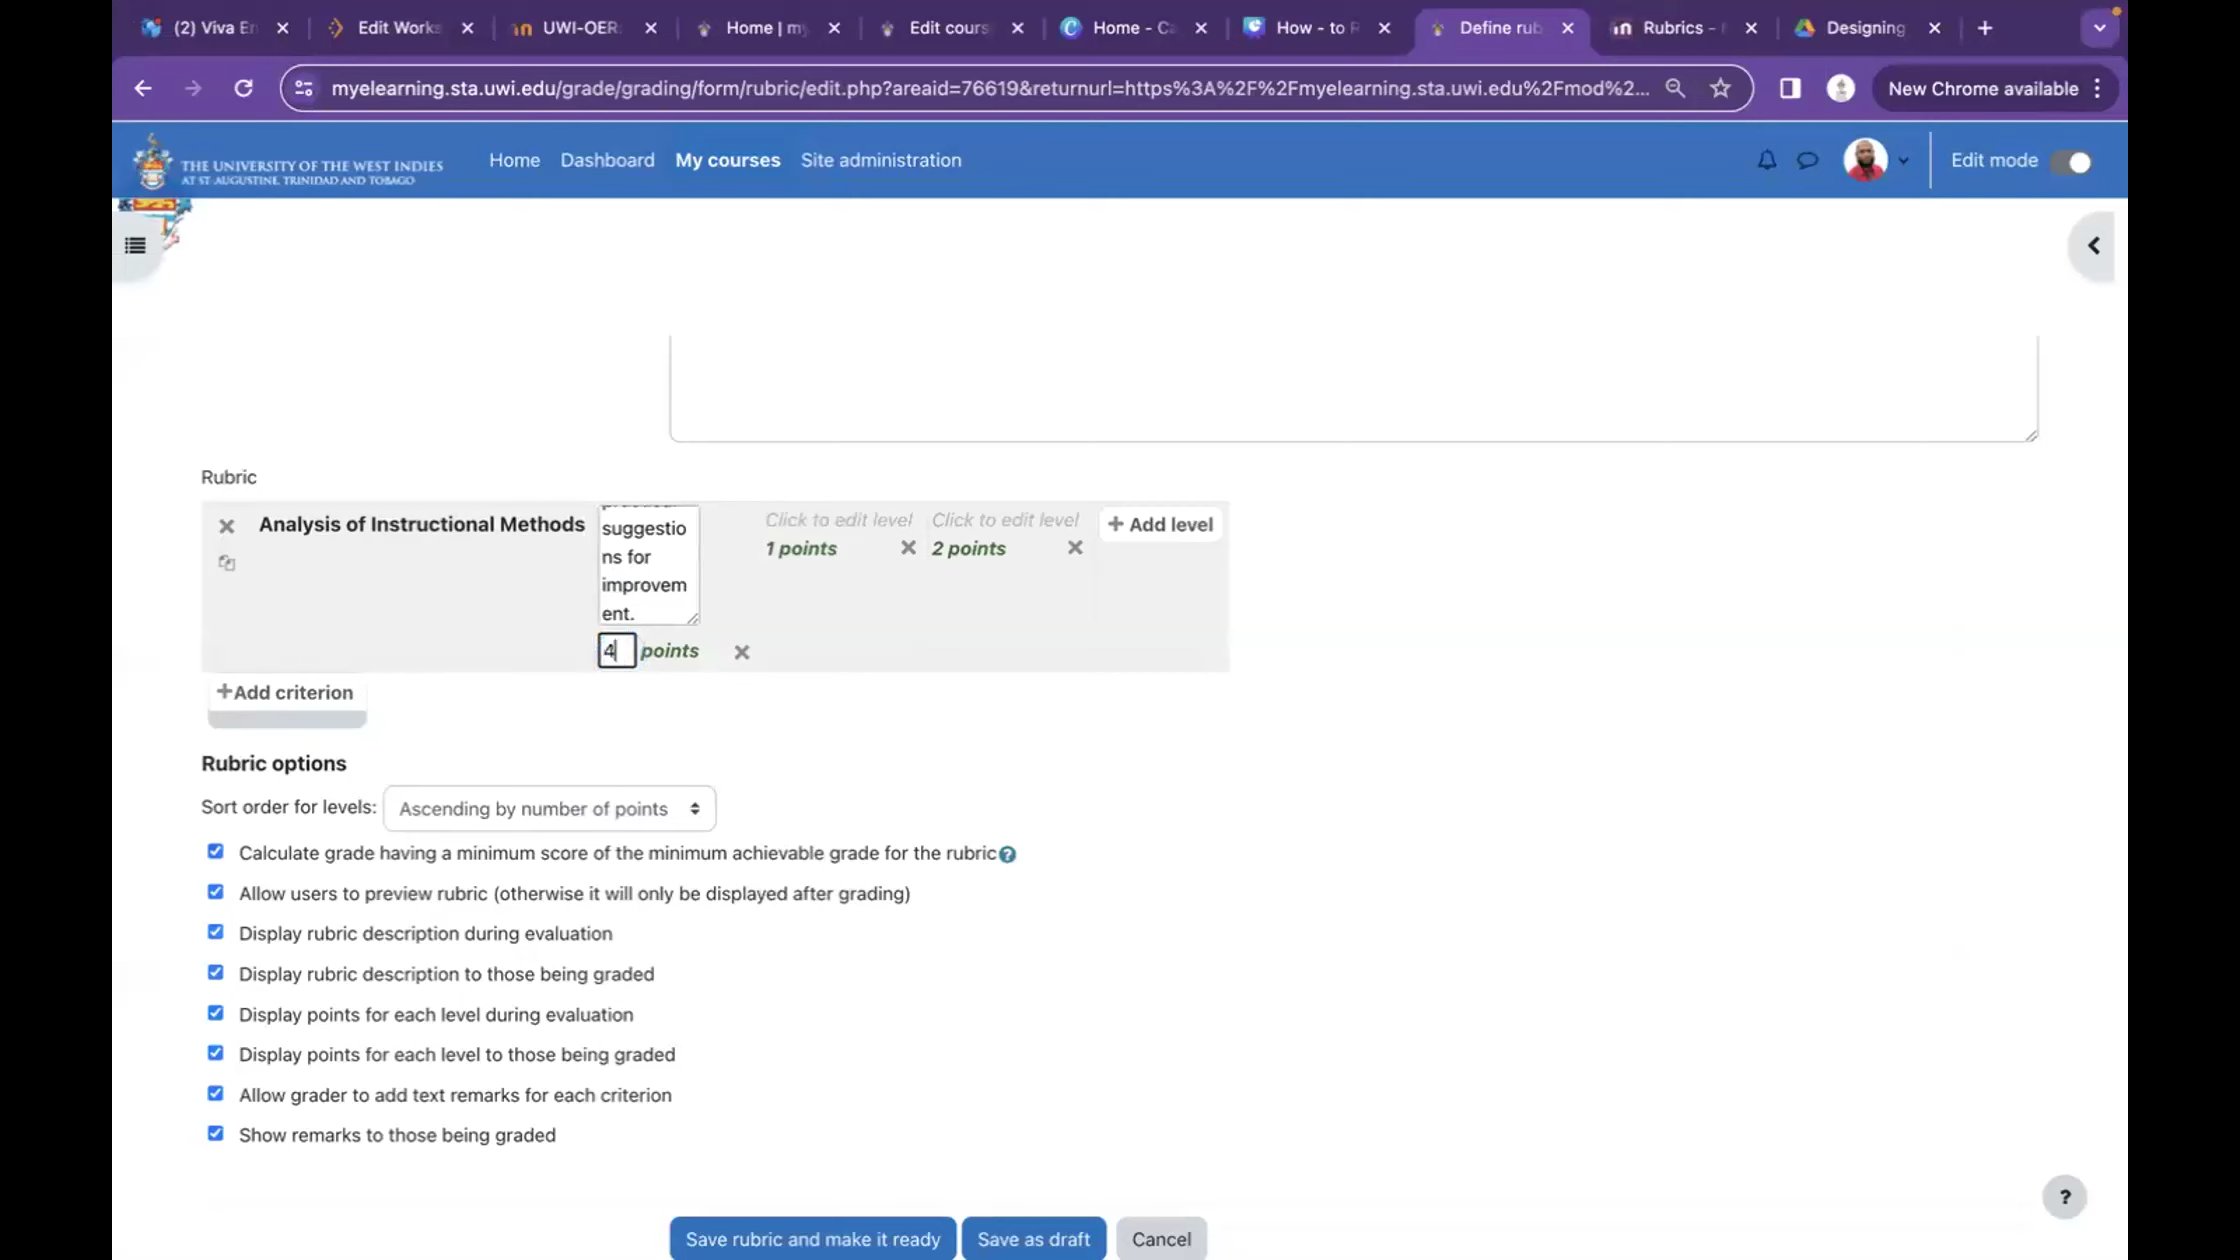 (2) Viva En
Edit Works
UWI-OER
Home | my
Edit cours
Home - Ca
How - to R
Define rub
Rubrics -
Designing
myelearning.sta.uwi.edu/grade/grading/form/rubric/edit.php?areaid=76619&returnurl=https%3A%2F%2Fmyelearning.sta.uwi.edu%2Fmod%2...
New Chrome available
THE UNIVERSITY OF THE WEST INDIES
AT ST. AUGUSTINE, TRINIDAD AND TOBAGO
Home Dashboard My courses Site administration
Edit mode
Rubric
Analysis of Instructional Methods
suggestio
ns for
improvem
ent.
4 points
Click to edit level
1 points
Click to edit level
2 points
+ Add level
+Add criterion
Rubric options
Sort order for levels: Ascending by number of points
Calculate grade having a minimum score of the minimum achievable grade for the rubric
Allow users to preview rubric (otherwise it will only be displayed after grading)
Display rubric description during evaluation
Display rubric description to those being graded
Display points for each level during evaluation
Display points for each level to those being graded
Allow grader to add text remarks for each criterion
Show remarks to those being graded
?
Save rubric and make it ready
Save as draft
Cancel